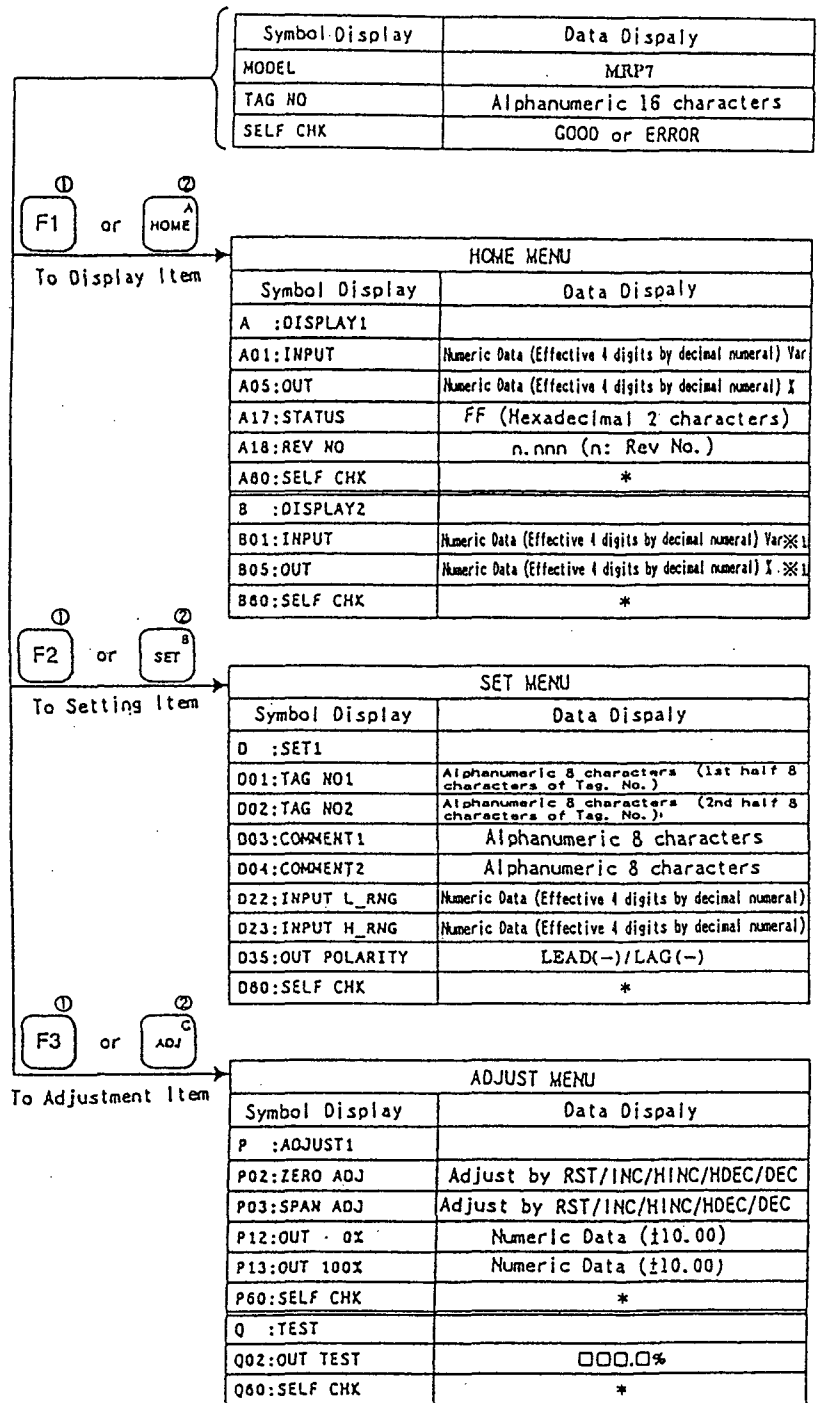 Symbol Display Data Dispaly
MODEL MRP7
TAG NO Alphanumeric 16 characters
SELF CHK GOOD or ERROR
① ②
F1 or HOME A
To Display Item
HOME MENU
Symbol Display Data Dispaly
A :DISPLAY1
A01:INPUT Numeric Data (Effective 4 digits by decimal numeral) Var
A05:OUT Numeric Data (Effective 4 digits by decimal numeral) %
A17:STATUS FF (Hexadecimal 2 characters)
A18:REV NO n.nnn (n: Rev No.)
A60:SELF CHK *
B :DISPLAY2
B01:INPUT Numeric Data (Effective 4 digits by decimal numeral) Var※1
B05:OUT Numeric Data (Effective 4 digits by decimal numeral) % ※1
B60:SELF CHK *
① ②
F2 or SET B
To Setting Item
SET MENU
Symbol Display Data Dispaly
D :SET1
D01:TAG NO1 Alphanumeric 8 characters (1st half 8
characters of Tag. No.)
D02:TAG NO2 Alphanumeric 8 characters (2nd half 8
characters of Tag. No.)
D03:COMMENT1 Alphanumeric 8 characters
D04:COMMENT2 Alphanumeric 8 characters
D22:INPUT L_RNG Numeric Data (Effective 4 digits by decimal numeral)
D23:INPUT H_RNG Numeric Data (Effective 4 digits by decimal numeral)
D35:OUT POLARITY LEAD(−)/LAG(−)
D60:SELF CHK *
① ②
F3 or ADJ C
To Adjustment Item
ADJUST MENU
Symbol Display Data Dispaly
P :ADJUST1
P02:ZERO ADJ Adjust by RST/INC/HINC/HDEC/DEC
P03:SPAN ADJ Adjust by RST/INC/HINC/HDEC/DEC
P12:OUT 0% Numeric Data (±10.00)
P13:OUT 100% Numeric Data (±10.00)
P60:SELF CHK *
Q :TEST
Q02:OUT TEST □□□.□%
Q60:SELF CHK *